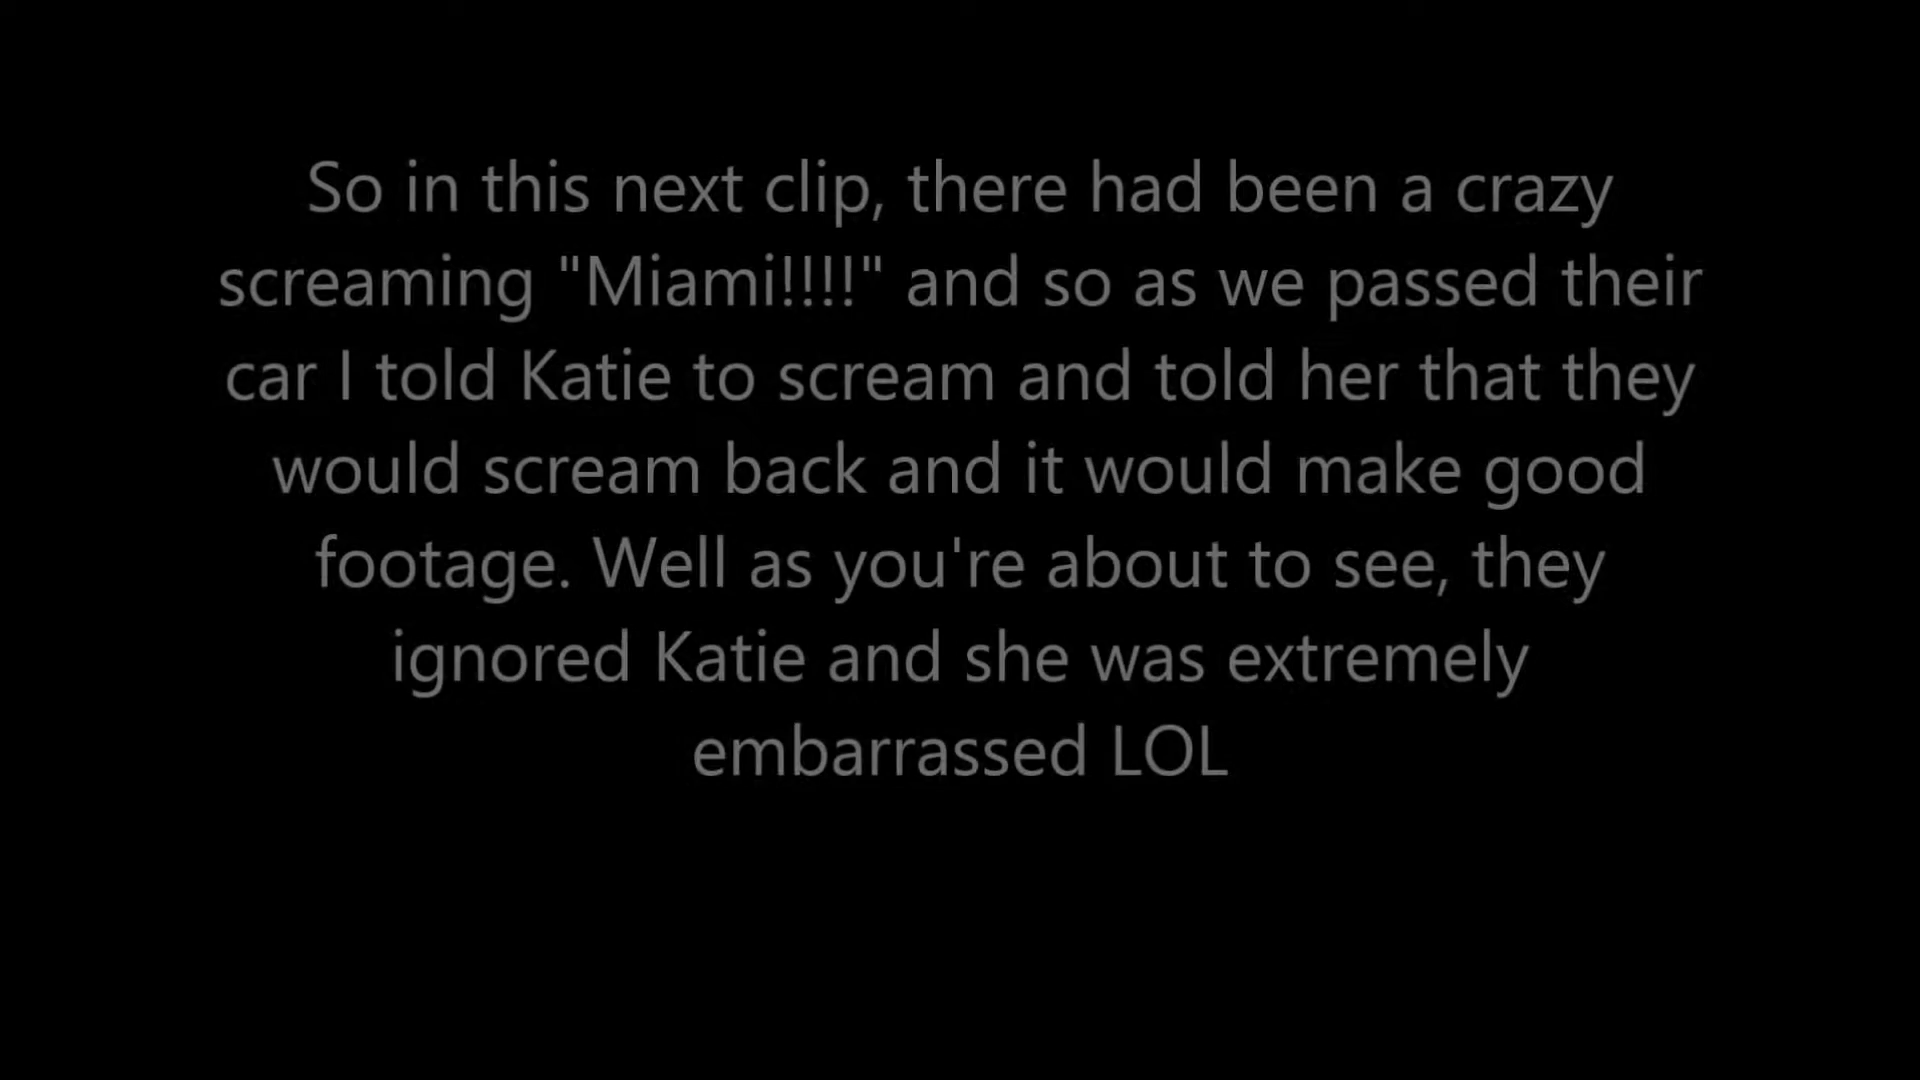 So in this next clip, there had been a crazy
screaming "Miami!!!!" and so as we passed their
car I told Katie to scream and told her that they
would scream back and it would make good
footage. Well as you're about to see, they
ignored Katie and she was extremely
embarrassed LOL